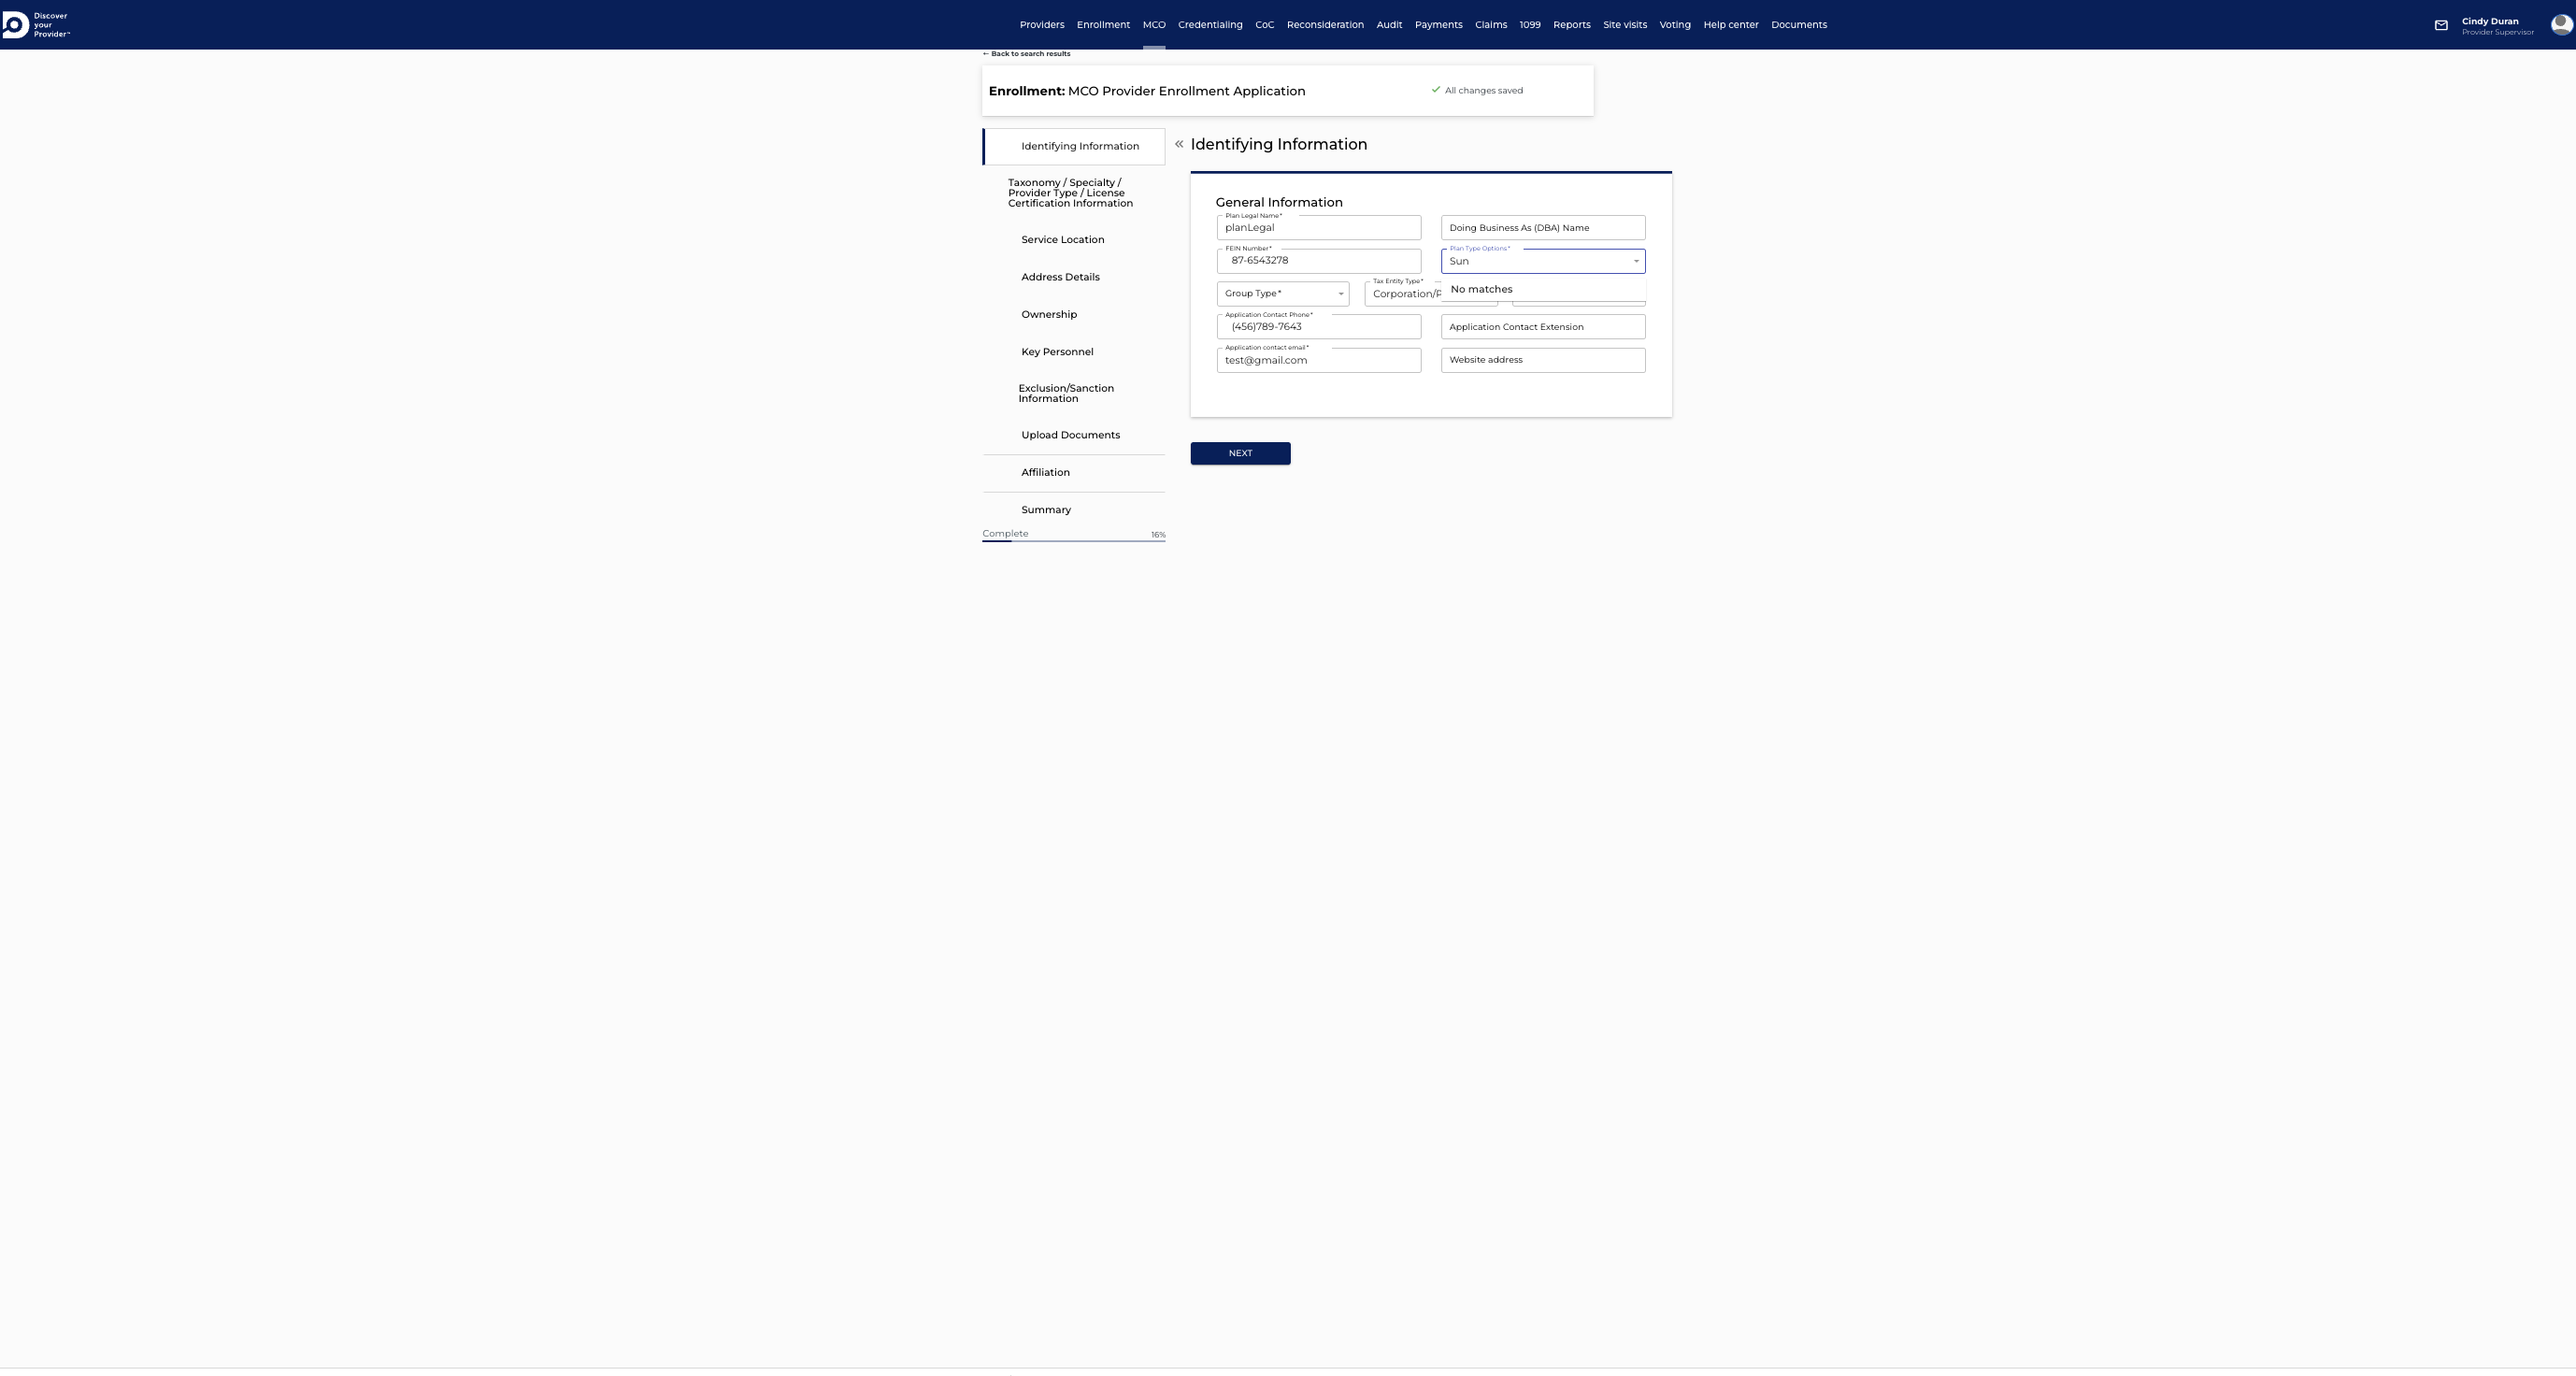 Discover
your
Provider™
Providers Enrollment MCO Credentialing CoC Reconsideration Audit Payments Claims 1099 Reports Site visits Voting Help center Documents
Cindy Duran
Provider Supervisor
← Back to search results
Enrollment: MCO Provider Enrollment Application
All changes saved
Identifying Information
Taxonomy / Specialty /
Provider Type / License
Certification Information
Service Location
Address Details
Ownership
Key Personnel
Exclusion/Sanction
Information
Upload Documents
Affiliation
Summary
Complete 16%
« Identifying Information
General Information
Plan Legal Name*
planLegal
Doing Business As (DBA) Name
FEIN Number*
87-6543278
Plan Type Options*
Sun
No matches
Group Type*
Tax Entity Type*
Corporation/P
Application Contact Phone*
(456)789-7643
Application Contact Extension
Application contact email*
test@gmail.com
Website address
NEXT